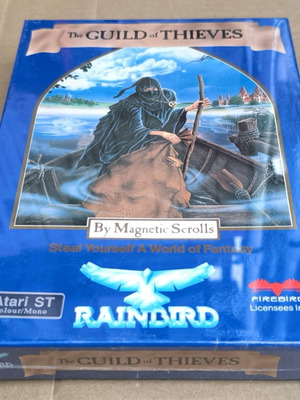 The GUILD of THIEVES
By Magnetic Scrolls
Steal Yourself A World of Fantasy
Atari ST
Colour/Mono
RAINBIRD
FIREBIRD
Licensees In
The GUILD of THIEVES